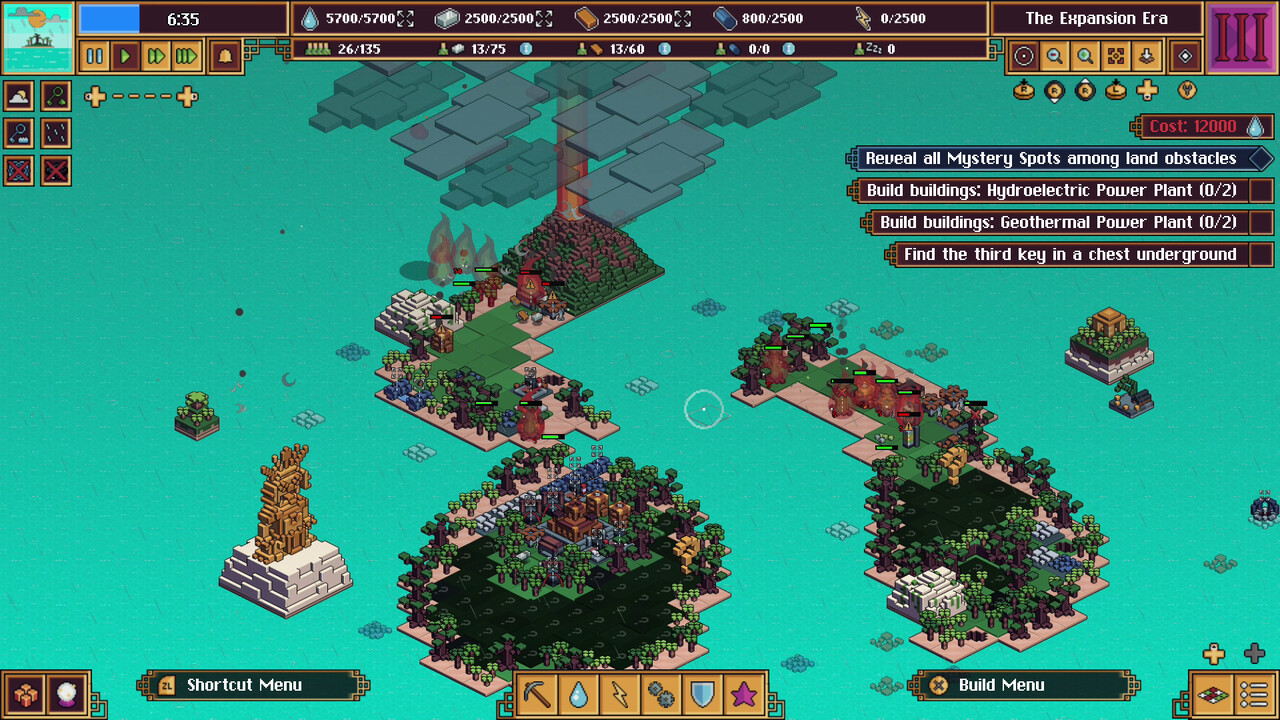 6:35
5700/5700
2500/2500
2500/2500
800/2500
0/2500
The Expansion Era
III
26/135
13/75
13/60
0/0
Zzz 0
R
R
R
L
Cost: 12000
Reveal all Mystery Spots among land obstacles
Build buildings: Hydroelectric Power Plant (0/2)
Build buildings: Geothermal Power Plant (0/2)
Find the third key in a chest underground
ZL
Shortcut Menu
Build Menu